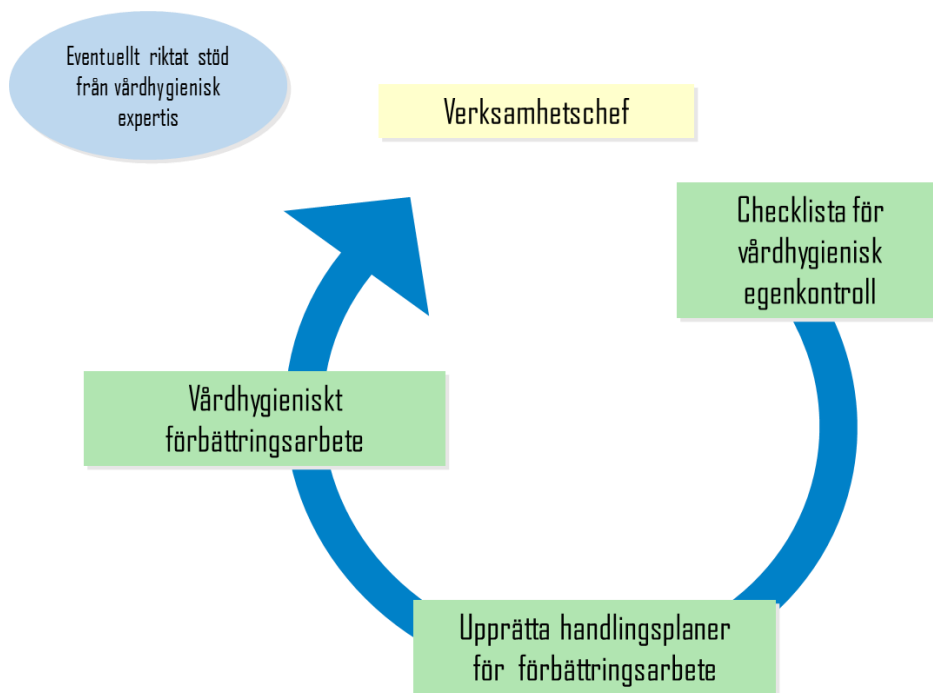 Eventuellt riktat stöd
från vårdhygienisk
expertis
Verksamhetschef
Checklista för
vårdhygienisk
egenkontroll
Vårdhygieniskt
förbättringsarbete
Upprätta handlingsplaner
för förbättringsarbete